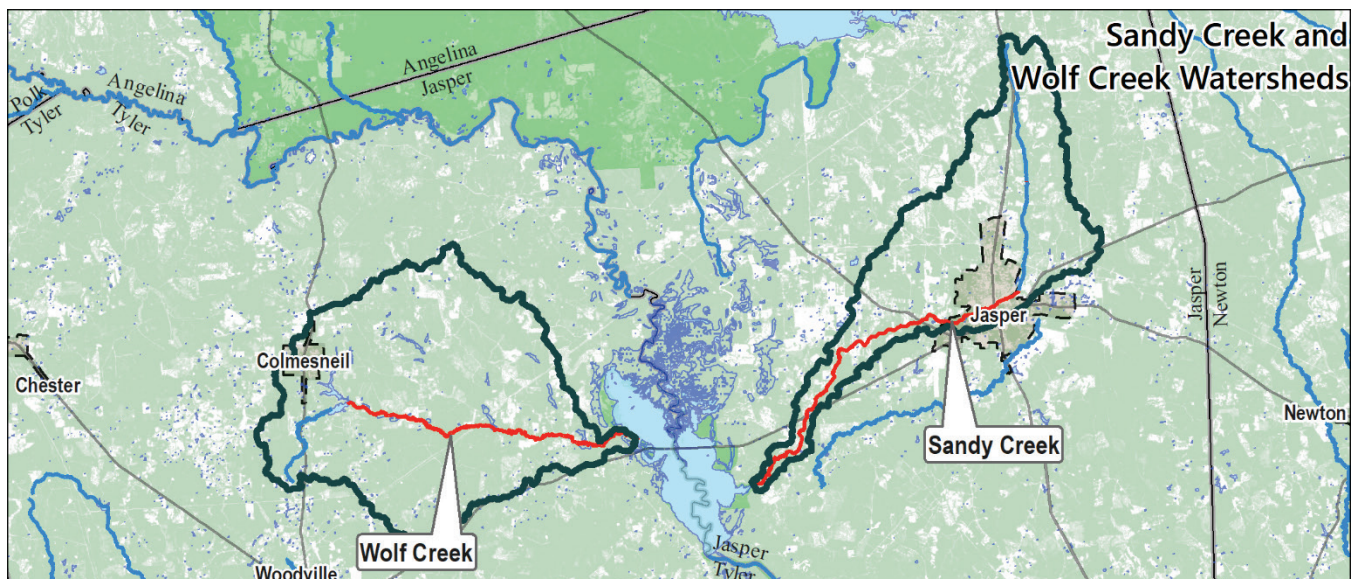 Sandy Creek and
Wolf Creek Watersheds
Angelina
Jasper
Polk
Tyler
Angelina
Tyler
Jasper
Newton
Colmesneil
Chester
Jasper
Newton
Sandy Creek
Wolf Creek
Woodville
Jasper
Tyler